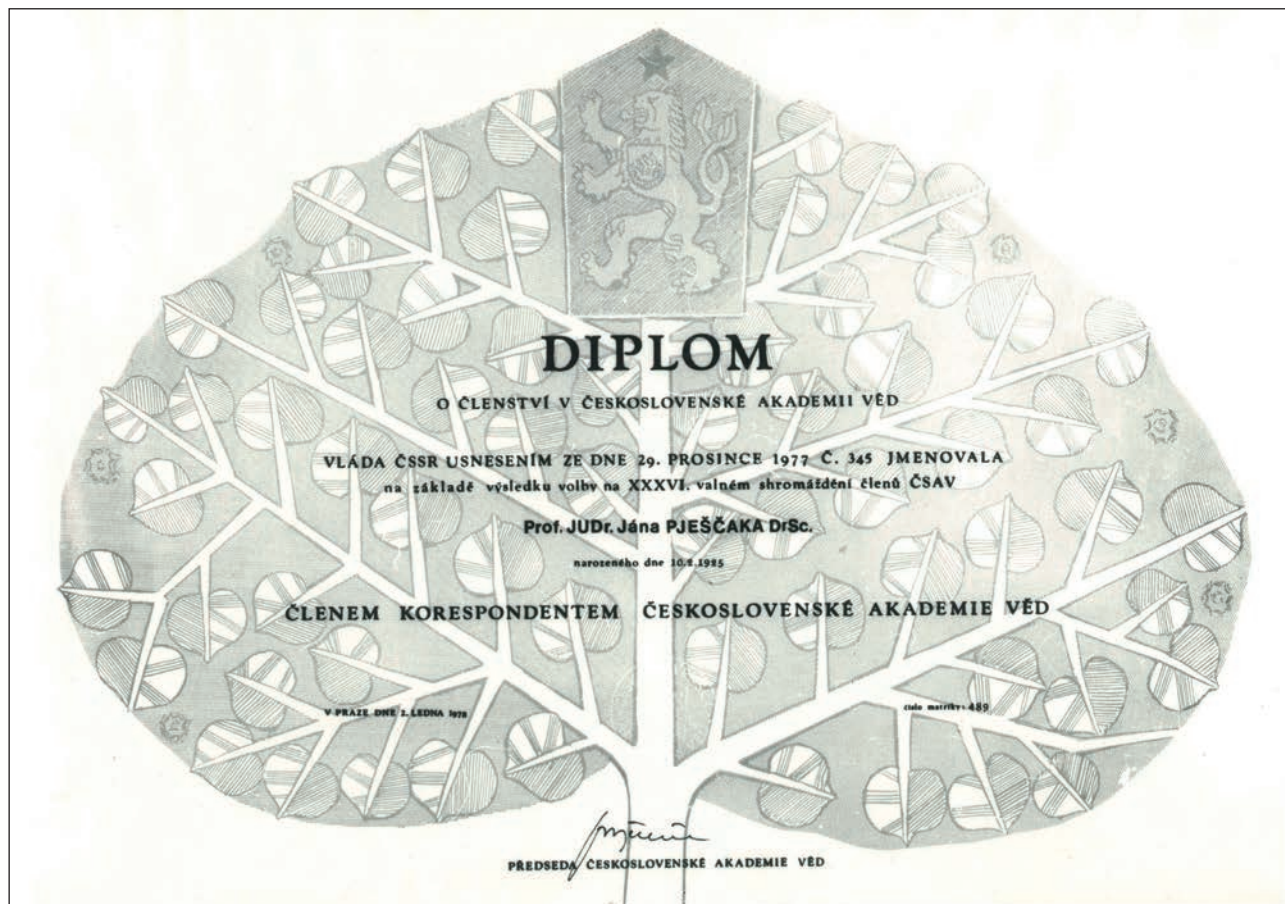 DIPLOM
O ČLENSTVÍ V ČESKOSLOVENSKÉ AKADEMII VĚD
VLÁDA ČSSR USNESENÍM ZE DNE 29. PROSINCE 1977 Č. 345 JMENOVALA
na základě výsledku volby na XXXVI. valném shromáždění členů ČSAV
Prof. JUDr. Jána PJEŠČAKA DrSc.
narozeného dne 10.2.1925
ČLENEM KORESPONDENTEM ČESKOSLOVENSKÉ AKADEMIE VĚD
V PRAZE DNE 2. LEDNA 1978
číslo matriky: 489
PŘEDSEDA ČESKOSLOVENSKÉ AKADEMIE VĚD